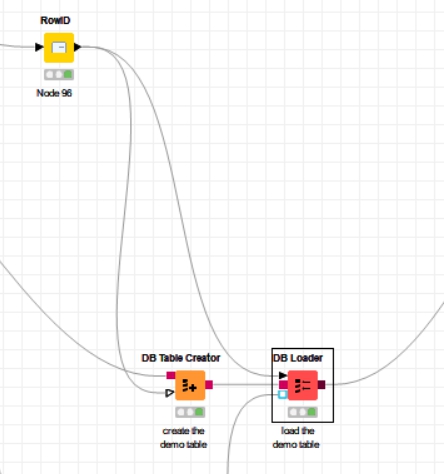 RowID
Node 96
DB Table Creator
DB Loader
create the
demo table
load the
demo table